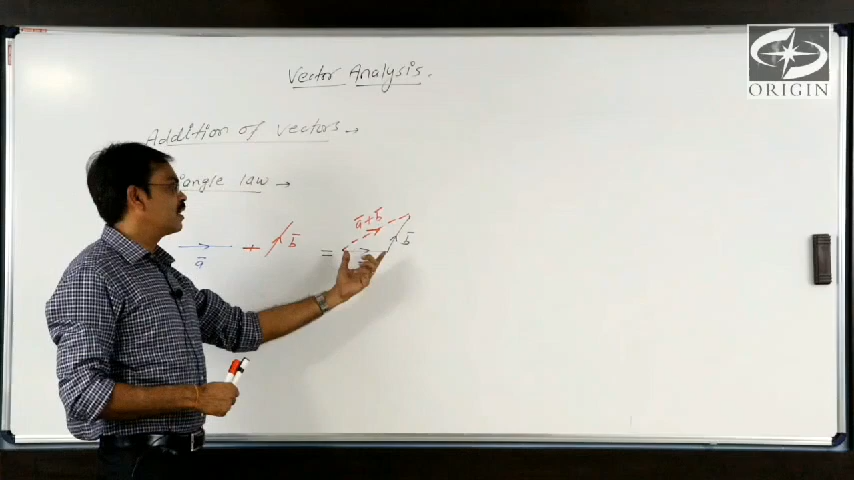 Vector Analysis.
ORIGIN
Addition of vectors →
angle law →
a̅ + b̅ = a̅+b̅ b̅